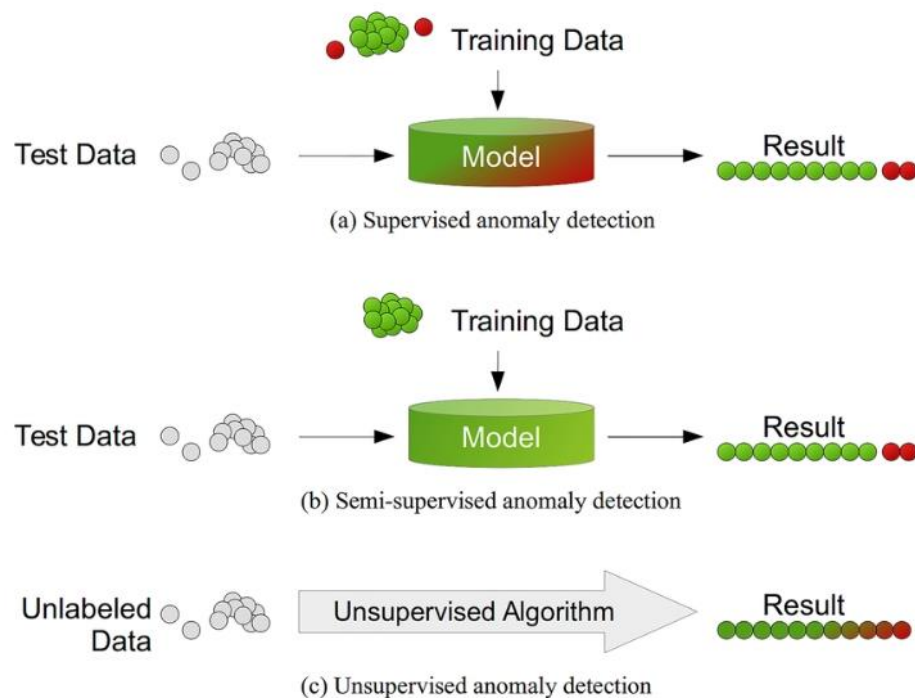 Training Data
Test Data
Model
Result
(a) Supervised anomaly detection
Training Data
Test Data
Model
Result
(b) Semi-supervised anomaly detection
Unlabeled
Data
Unsupervised Algorithm
Result
(c) Unsupervised anomaly detection